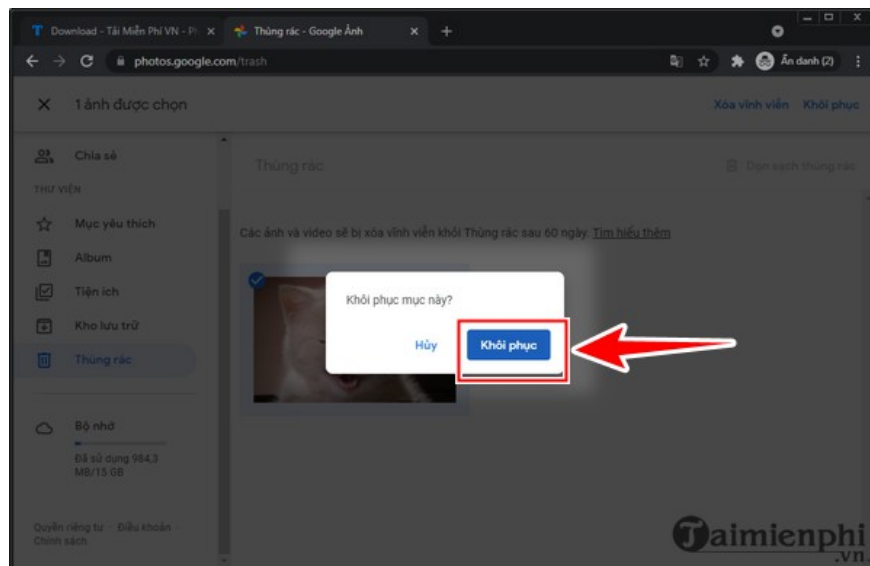 Download - Tải Miễn Phí VN - Ph
Thùng rác - Google Ảnh
photos.google.com/trash
Ẩn danh (2)
1 ảnh được chọn
Xóa vĩnh viễn Khôi phục
Chia sẻ
THƯ VIỆN
Mục yêu thích
Album
Tiện ích
Kho lưu trữ
Thùng rác
Bộ nhớ
Đã sử dụng 984,3
MB/15 GB
Quyền riêng tư · Điều khoản ·
Chính sách
Thùng rác
Dọn sạch thùng rác
Các ảnh và video sẽ bị xóa vĩnh viễn khỏi Thùng rác sau 60 ngày. Tìm hiểu thêm
Khôi phục mục này?
Hủy Khôi phục
Taimienphi
.vn